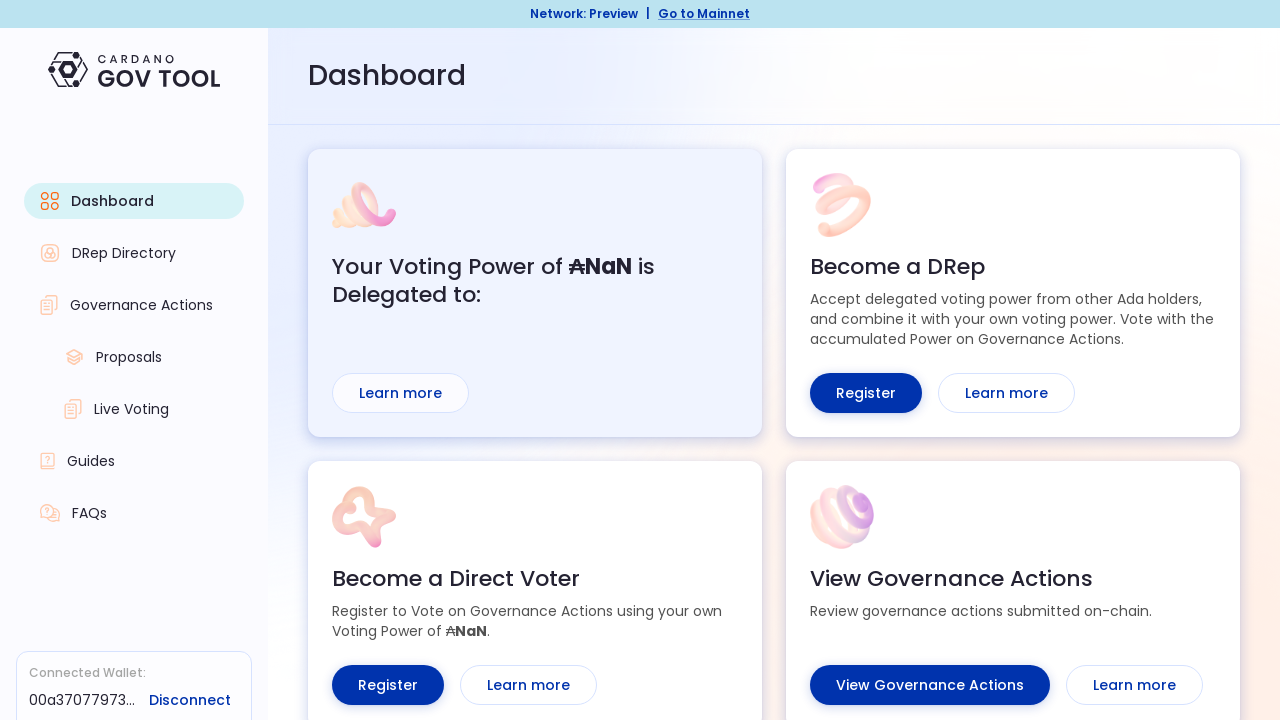 Network: Preview | Go to Mainnet
CARDANO
GOV TOOL
Dashboard
Dashboard
DRep Directory
Governance Actions
Proposals
Live Voting
Guides
FAQs
Connected Wallet:
00a37077973... Disconnect
Your Voting Power of ₳NaN is
Delegated to:
Learn more
Become a DRep
Accept delegated voting power from other Ada holders,
and combine it with your own voting power. Vote with the
accumulated Power on Governance Actions.
Register Learn more
Become a Direct Voter
Register to Vote on Governance Actions using your own
Voting Power of ₳NaN.
Register Learn more
View Governance Actions
Review governance actions submitted on-chain.
View Governance Actions Learn more